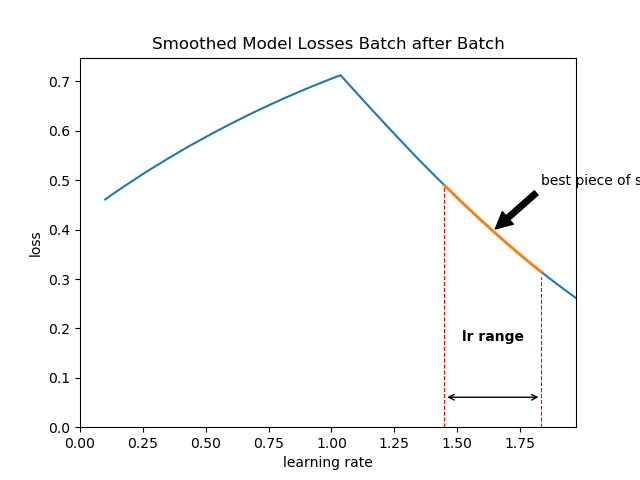 Smoothed Model Losses Batch after Batch
0.7
0.6
0.5
best piece of s
0.4
loss
0.3
0.2
lr range
0.1
0.0
0.00 0.25 0.50 0.75 1.00 1.25 1.50 1.75
learning rate